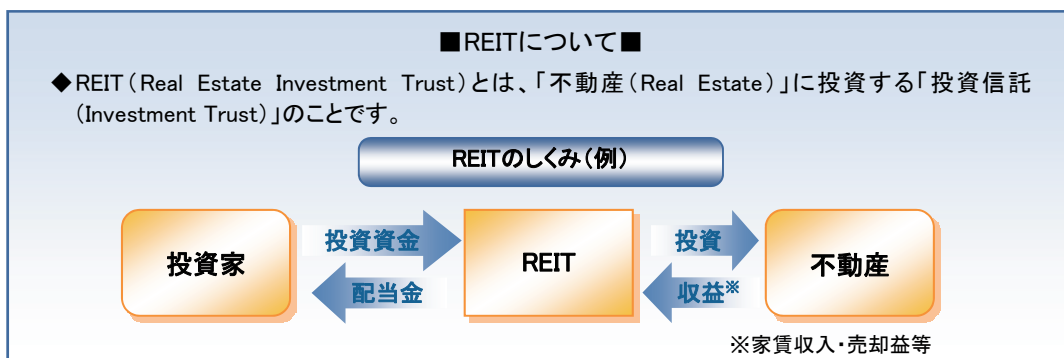 ■REITについて■
◆REIT(Real Estate Investment Trust)とは、「不動産(Real Estate)」に投資する「投資信託
(Investment Trust)」のことです。
REITのしくみ(例)
投資家
投資資金
配当金
REIT
投資
収益※
不動産
※家賃収入・売却益等